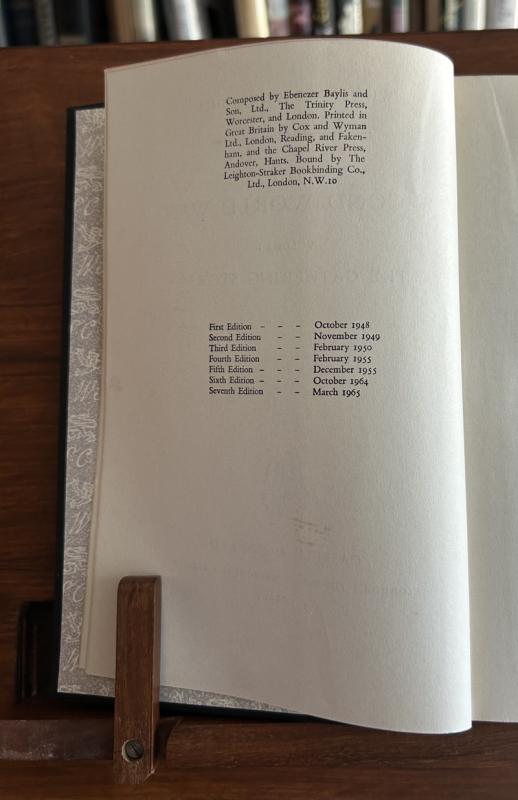 Composed by Ebenezer Baylis and
Son, Ltd., The Trinity Press,
Worcester, and London. Printed in
Great Britain by Cox and Wyman
Ltd., London, Reading, and Faken-
ham, and the Chapel River Press,
Andover, Hants. Bound by The
Leighton-Straker Bookbinding Co.,
Ltd., London, N.W.10
First Edition - - - October 1948
Second Edition - - November 1949
Third Edition - - February 1950
Fourth Edition - - February 1955
Fifth Edition - - - December 1955
Sixth Edition - - - October 1964
Seventh Edition - - March 1965